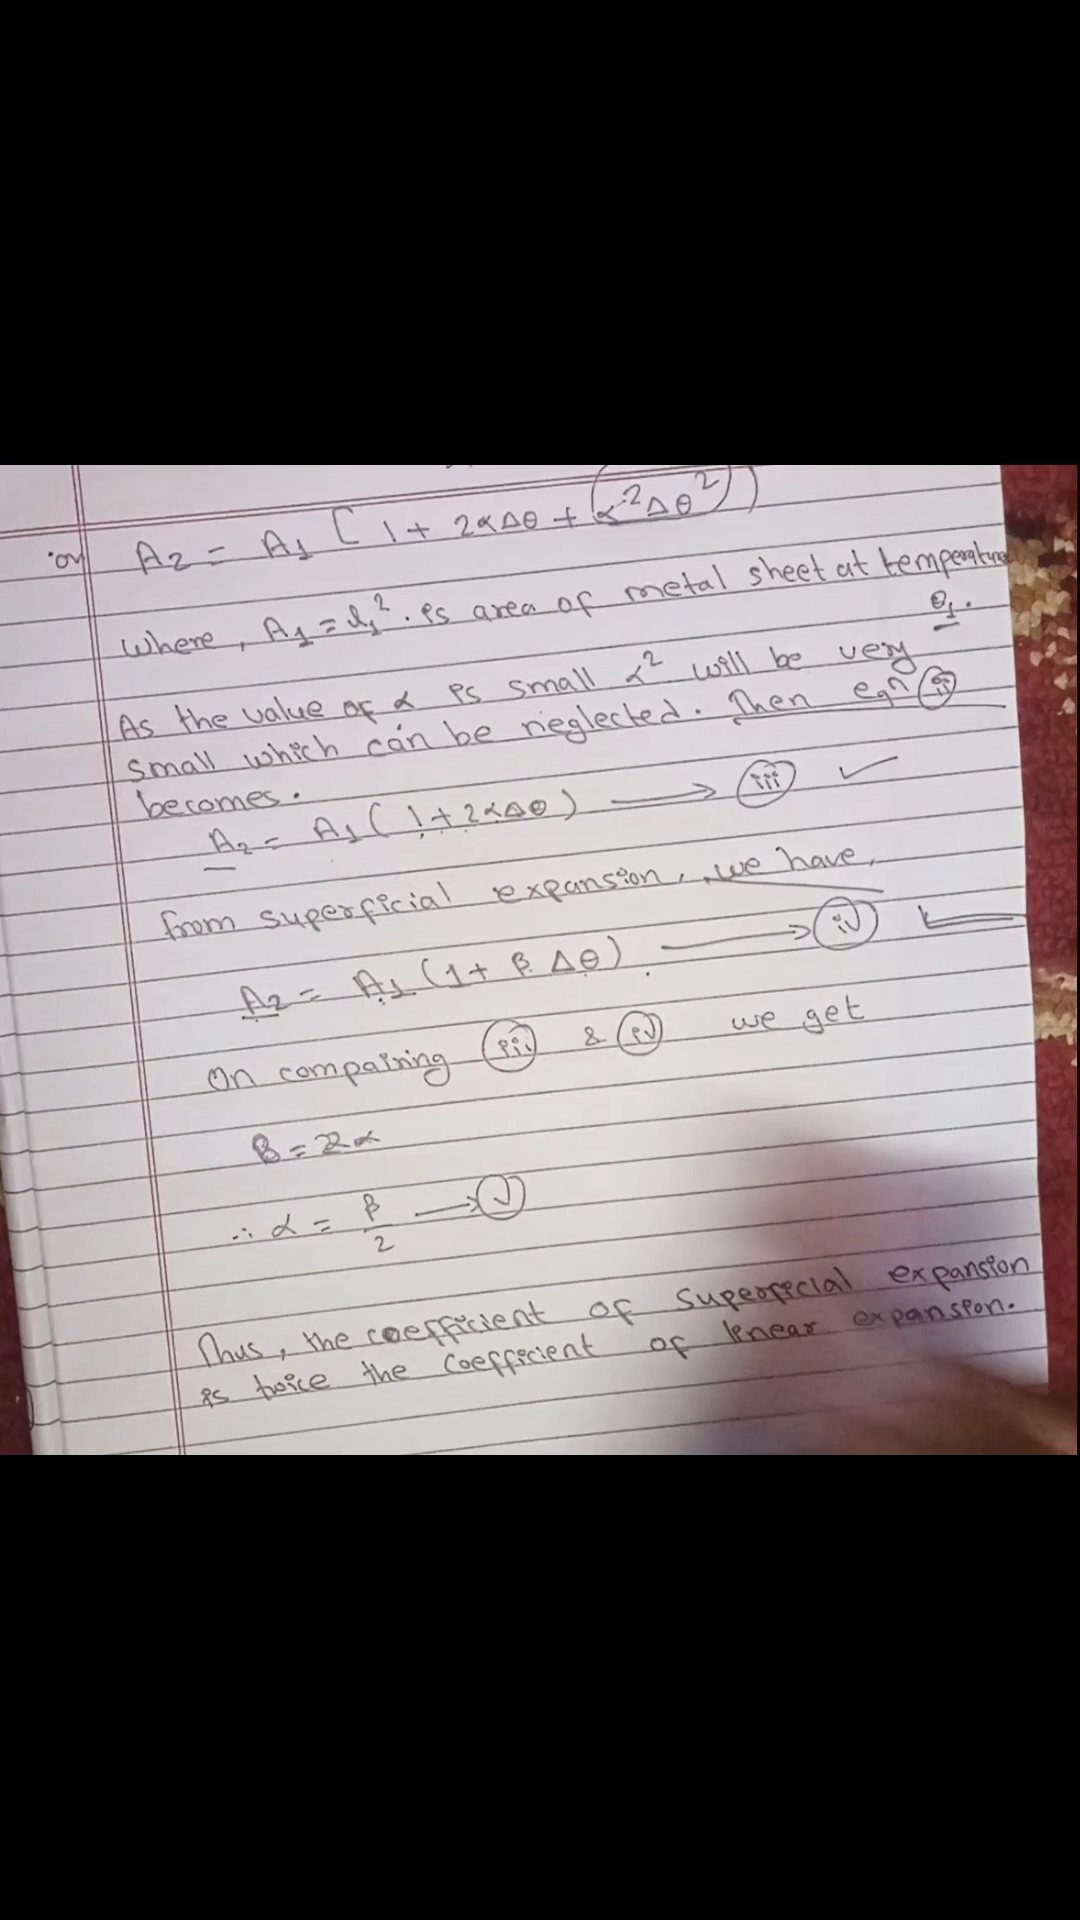 or A₂ = A₁ [ 1 + 2αΔθ + α²Δθ² )
Where, A₁ = l₁². is area of metal sheet at temperature
θ₁.
As the value of α is small α² will be very
small which can be neglected. Then eqn (ii)
becomes.
A₂ = A₁ ( 1 + 2αΔθ ) → (iii) ✓
from superficial expansion, we have,
A₂ = A₁ (1 + β. Δθ) . → (iv)
On compairing (iii) & (iv) we get
β = 2α
∴ α = β/2 → (v)
Thus, the coefficient of superficial expansion
is twice the coefficient of linear expansion.